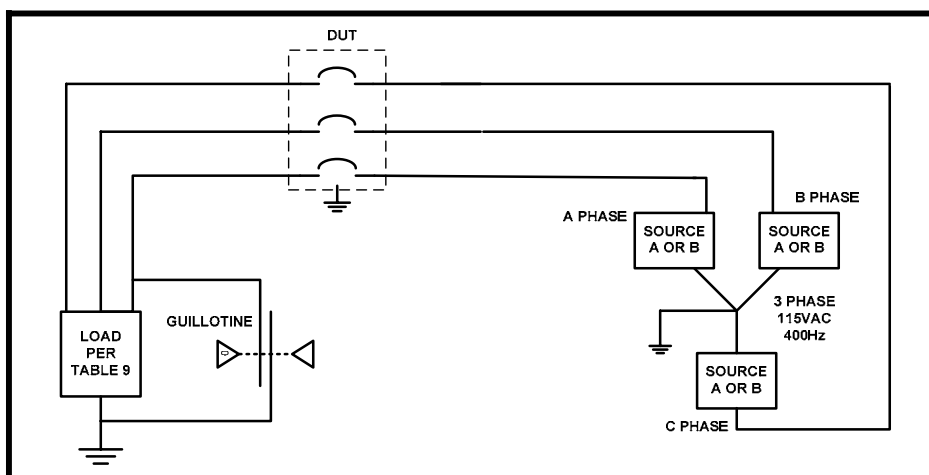 DUT
B PHASE
A PHASE
SOURCE
A OR B
SOURCE
A OR B
3 PHASE
115VAC
400Hz
GUILLOTINE
LOAD
PER
TABLE 9
SOURCE
A OR B
C PHASE